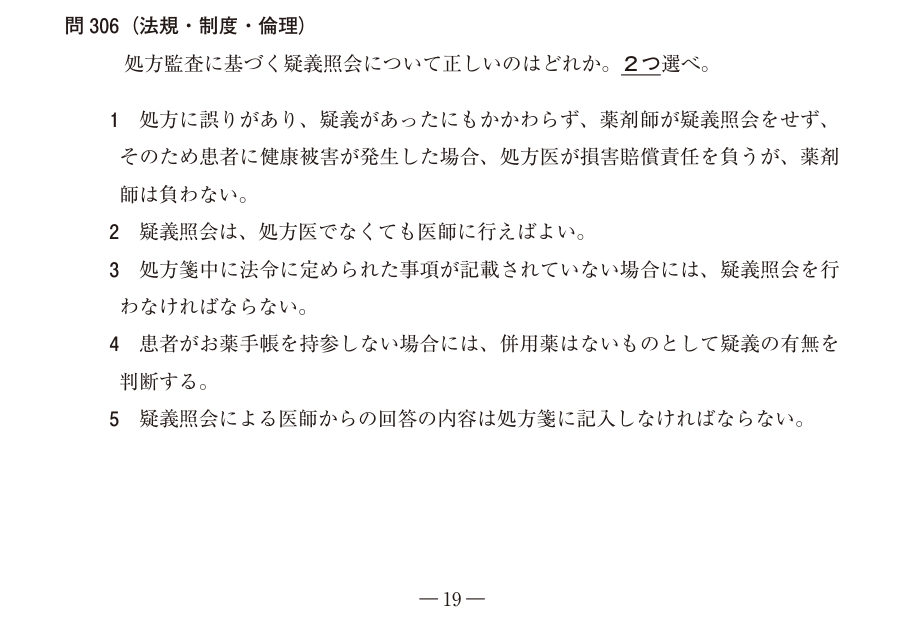 問 306（法規・制度・倫理）
処方監査に基づく疑義照会について正しいのはどれか。２つ選べ。
1　処方に誤りがあり、疑義があったにもかかわらず、薬剤師が疑義照会をせず、
そのため患者に健康被害が発生した場合、処方医が損害賠償責任を負うが、薬剤
師は負わない。
2　疑義照会は、処方医でなくても医師に行えばよい。
3　処方箋中に法令に定められた事項が記載されていない場合には、疑義照会を行
わなければならない。
4　患者がお薬手帳を持参しない場合には、併用薬はないものとして疑義の有無を
判断する。
5　疑義照会による医師からの回答の内容は処方箋に記入しなければならない。
— 19 —